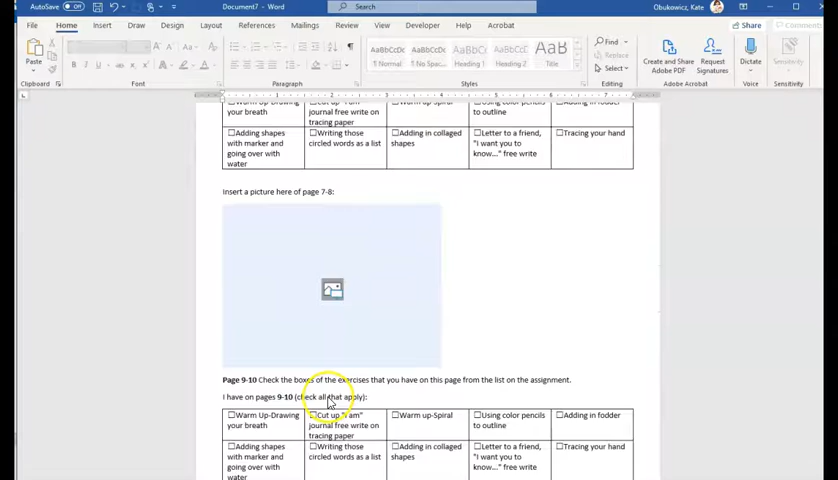 AutoSave Off Document7 - Word Search Obukowicz, Kate
File Home Insert Draw Design Layout References Mailings Review View Developer Help Acrobat Share Comments
Paste
AaBbCcDc AaBbCcDc AaBbCc AaBbCcD AaB
¶ Normal ¶ No Spac... Heading 1 Heading 2 Title
Find
Replace
Select
Create and Share Adobe PDF
Request Signatures
Dictate
Sensitivity
Clipboard Font Paragraph Styles Editing Adobe Acrobat Voice Sensitivity
☐Warm Up-Drawing your breath
☐Cut up "I am" journal free write on tracing paper
☐Warm up-Spiral
☐Using color pencils to outline
☐Adding in fodder
☐Adding shapes with marker and going over with water
☐Writing those circled words as a list
☐Adding in collaged shapes
☐Letter to a friend, "I want you to know...." free write
☐Tracing your hand
Insert a picture here of page 7-8:
Page 9-10 Check the boxes of the exercises that you have on this page from the list on the assignment.
I have on pages 9-10 (check all that apply):
☐Warm Up-Drawing your breath
☐Cut up "I am" journal free write on tracing paper
☐Warm up-Spiral
☐Using color pencils to outline
☐Adding in fodder
☐Adding shapes with marker and going over with water
☐Writing those circled words as a list
☐Adding in collaged shapes
☐Letter to a friend, "I want you to know...." free write
☐Tracing your hand